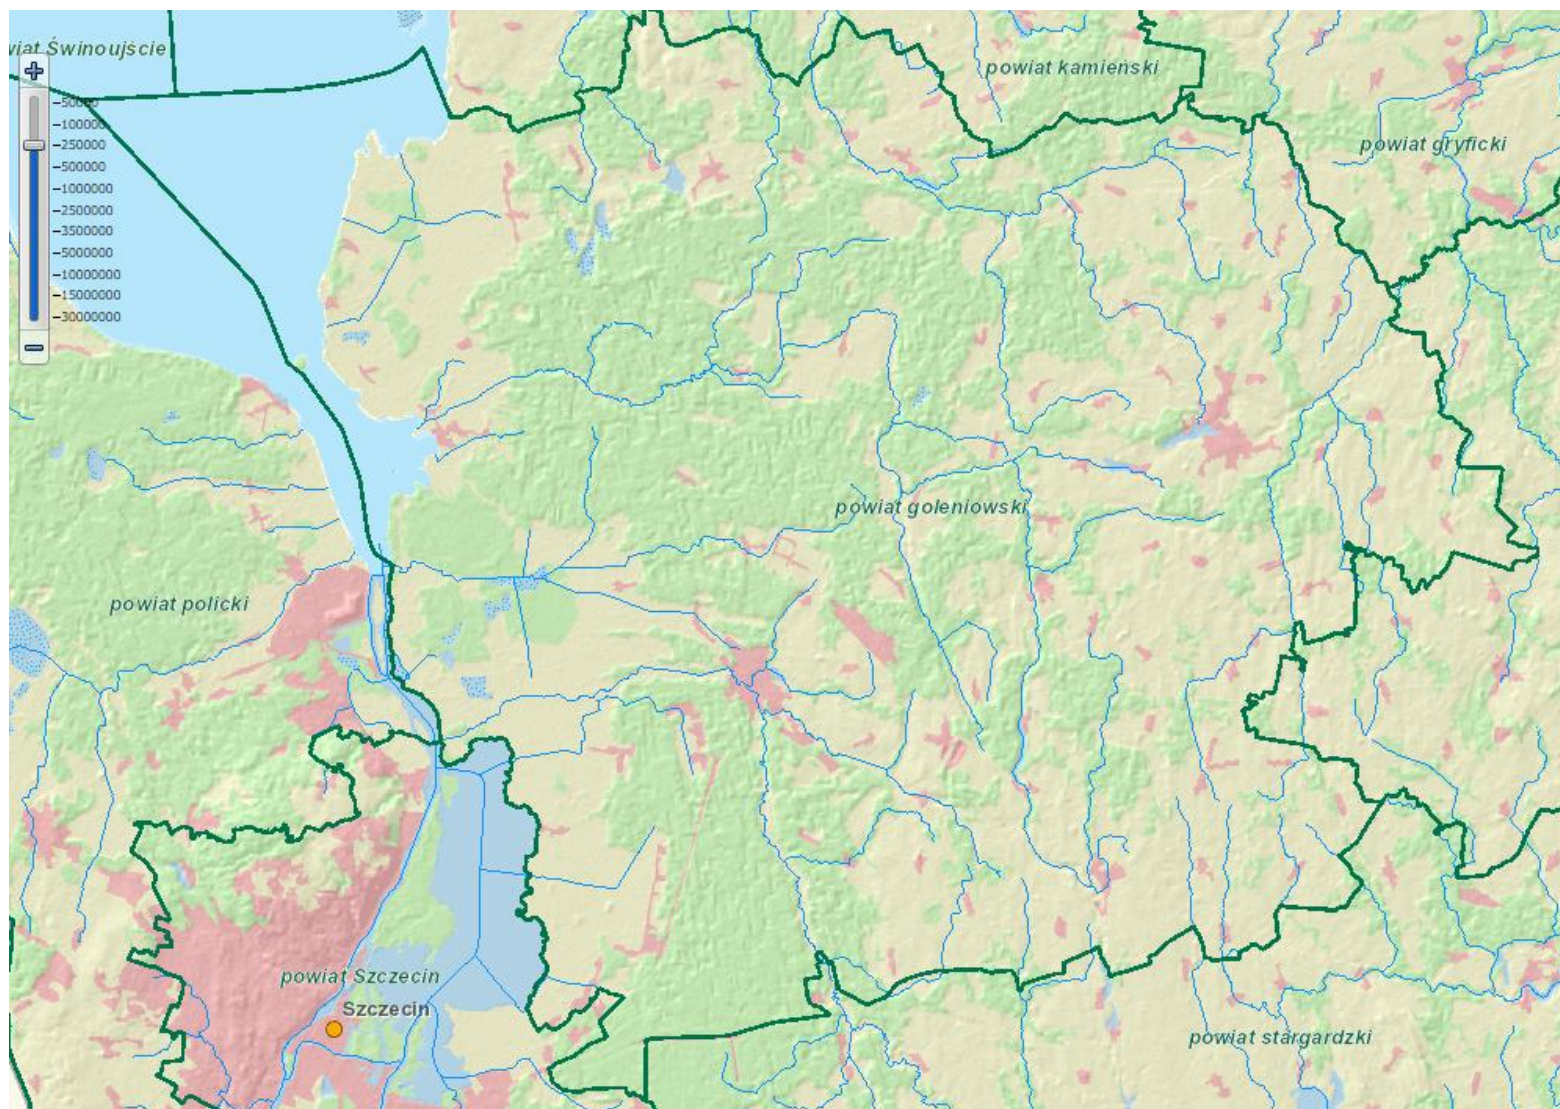 wiat Świnoujście
powiat kamieński
powiat gryficki
−50000
−100000
−250000
−500000
−1000000
−2500000
−3500000
−5000000
−10000000
−15000000
−30000000
powiat goleniowski
powiat policki
powiat Szczecin
Szczecin
powiat stargardzki